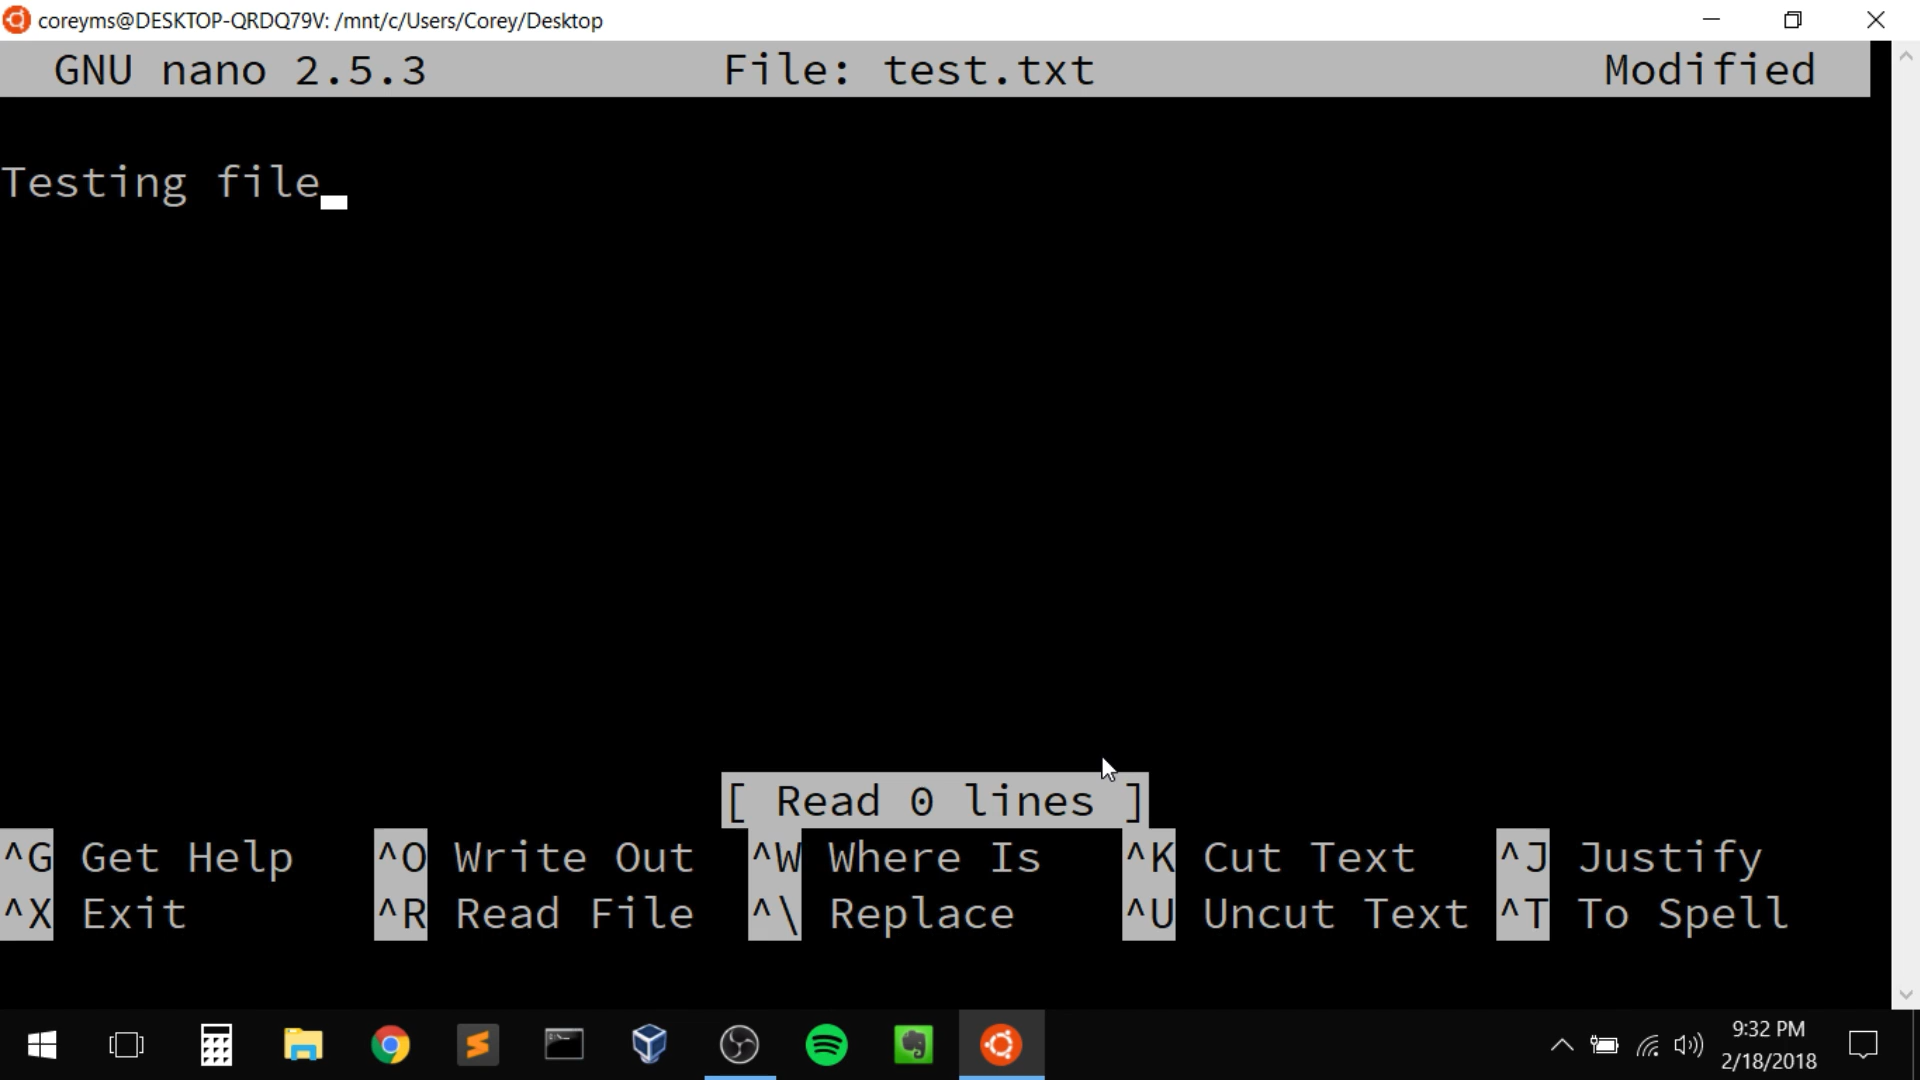 coreyms@DESKTOP-QRDQ79V: /mnt/c/Users/Corey/Desktop
GNU nano 2.5.3 File: test.txt Modified
Testing file
[ Read 0 lines ]
^G Get Help ^O Write Out ^W Where Is ^K Cut Text ^J Justify
^X Exit ^R Read File ^\ Replace ^U Uncut Text ^T To Spell
9:32 PM
2/18/2018